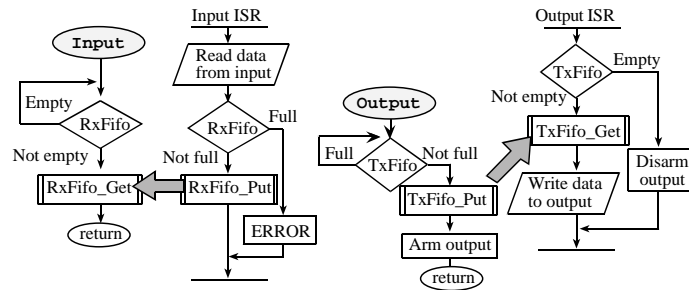 Input ISR
Input
Read data
from input
Empty
RxFifo
RxFifo
Full
Not empty
Not full
RxFifo_Get
RxFifo_Put
ERROR
return
Output ISR
TxFifo
Empty
Output
Not empty
Full
TxFifo
Not full
TxFifo_Get
TxFifo_Put
Disarm
output
Write data
to output
Arm output
return